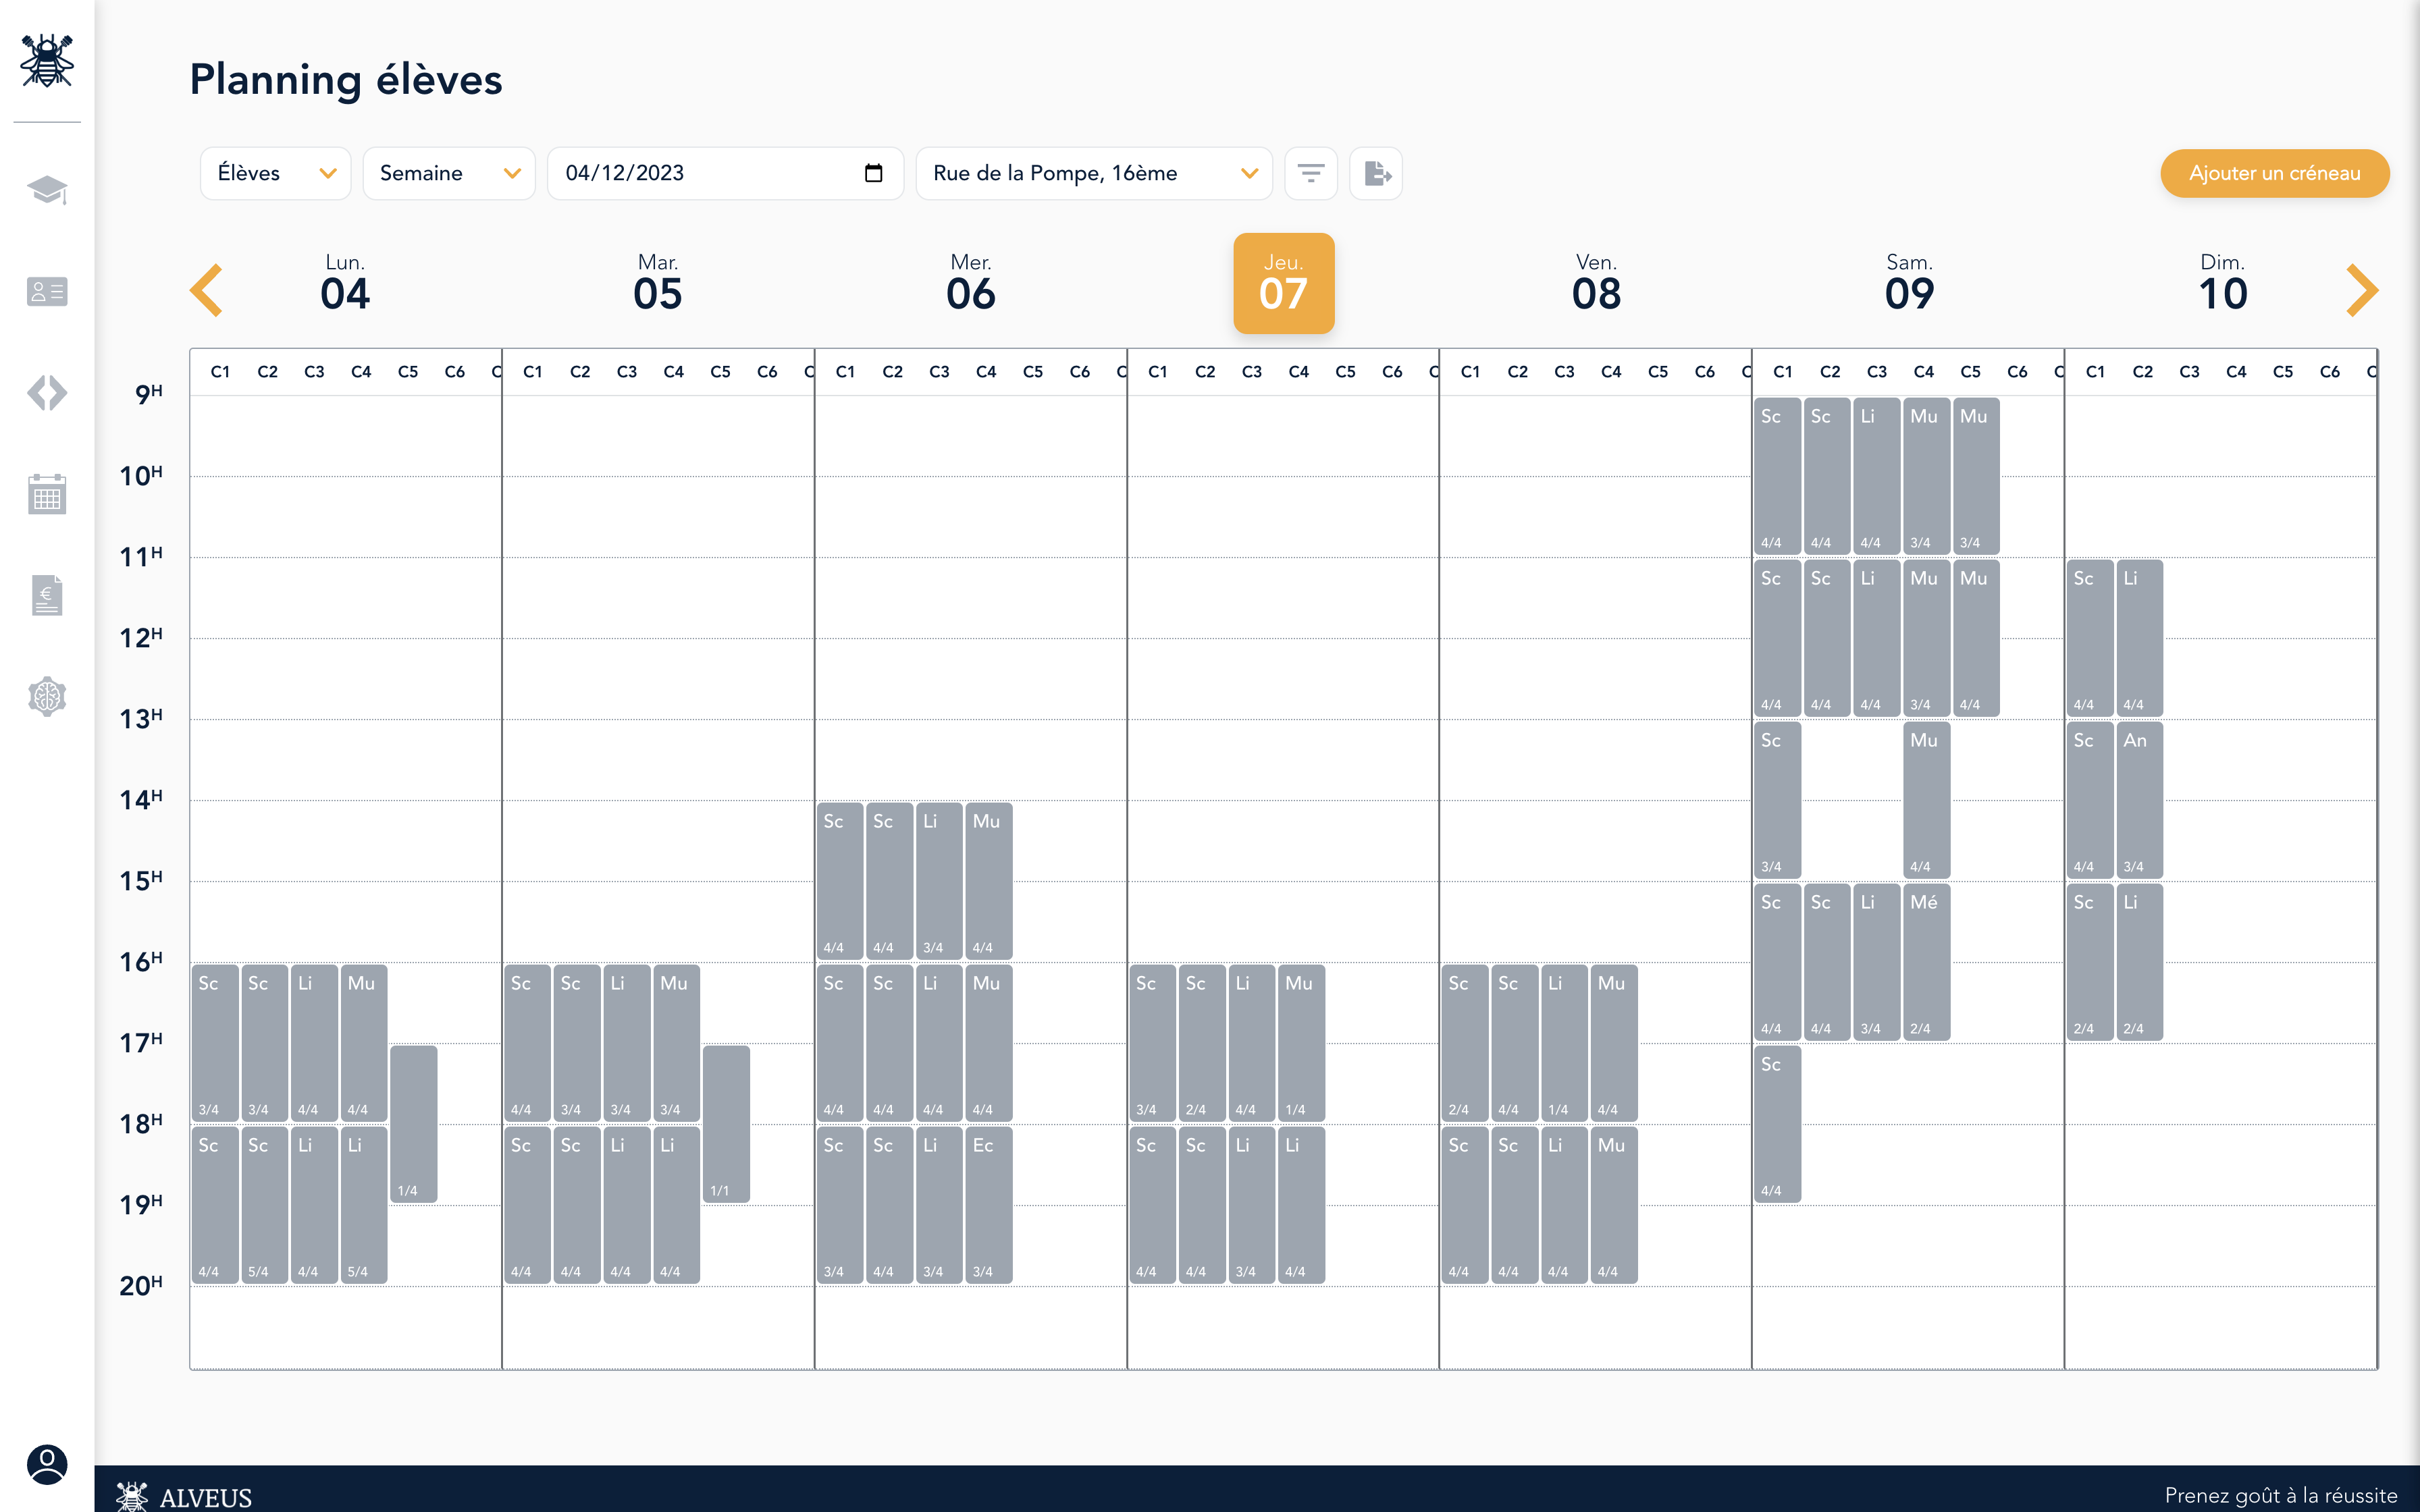 Planning élèves
Élèves Semaine 04/12/2023 Rue de la Pompe, 16ème Ajouter un créneau
Lun. Mar. Mer. Jeu. Ven. Sam. Dim.
04 05 06 07 08 09 10
C1 C2 C3 C4 C5 C6 C C1 C2 C3 C4 C5 C6 C C1 C2 C3 C4 C5 C6 C C1 C2 C3 C4 C5 C6 C C1 C2 C3 C4 C5 C6 C C1 C2 C3 C4 C5 C6 C C1 C2 C3 C4 C5 C6 C
9H
Sc Sc Li Mu Mu
10H
4/4 4/4 4/4 3/4 3/4
11H
Sc Sc Li Mu Mu Sc Li
12H
4/4 4/4 4/4 3/4 4/4 4/4 4/4
13H
Sc Mu Sc An
14H
Sc Sc Li Mu
3/4 4/4 4/4 3/4
15H
Sc Sc Li Mé Sc Li
4/4 4/4 3/4 4/4
16H
Sc Sc Li Mu Sc Sc Li Mu Sc Sc Li Mu Sc Sc Li Mu Sc Sc Li Mu
4/4 4/4 3/4 2/4 2/4 2/4
17H
Sc
3/4 3/4 4/4 4/4 4/4 3/4 3/4 3/4 4/4 4/4 4/4 4/4 3/4 2/4 4/4 1/4 2/4 4/4 1/4 4/4
18H
Sc Sc Li Li Sc Sc Li Li Sc Sc Li Ec Sc Sc Li Li Sc Sc Li Mu
1/4 1/1 4/4
19H
4/4 5/4 4/4 5/4 4/4 4/4 4/4 4/4 3/4 4/4 3/4 3/4 4/4 4/4 3/4 4/4 4/4 4/4 4/4 4/4
20H
ALVEUS Prenez goût à la réussite